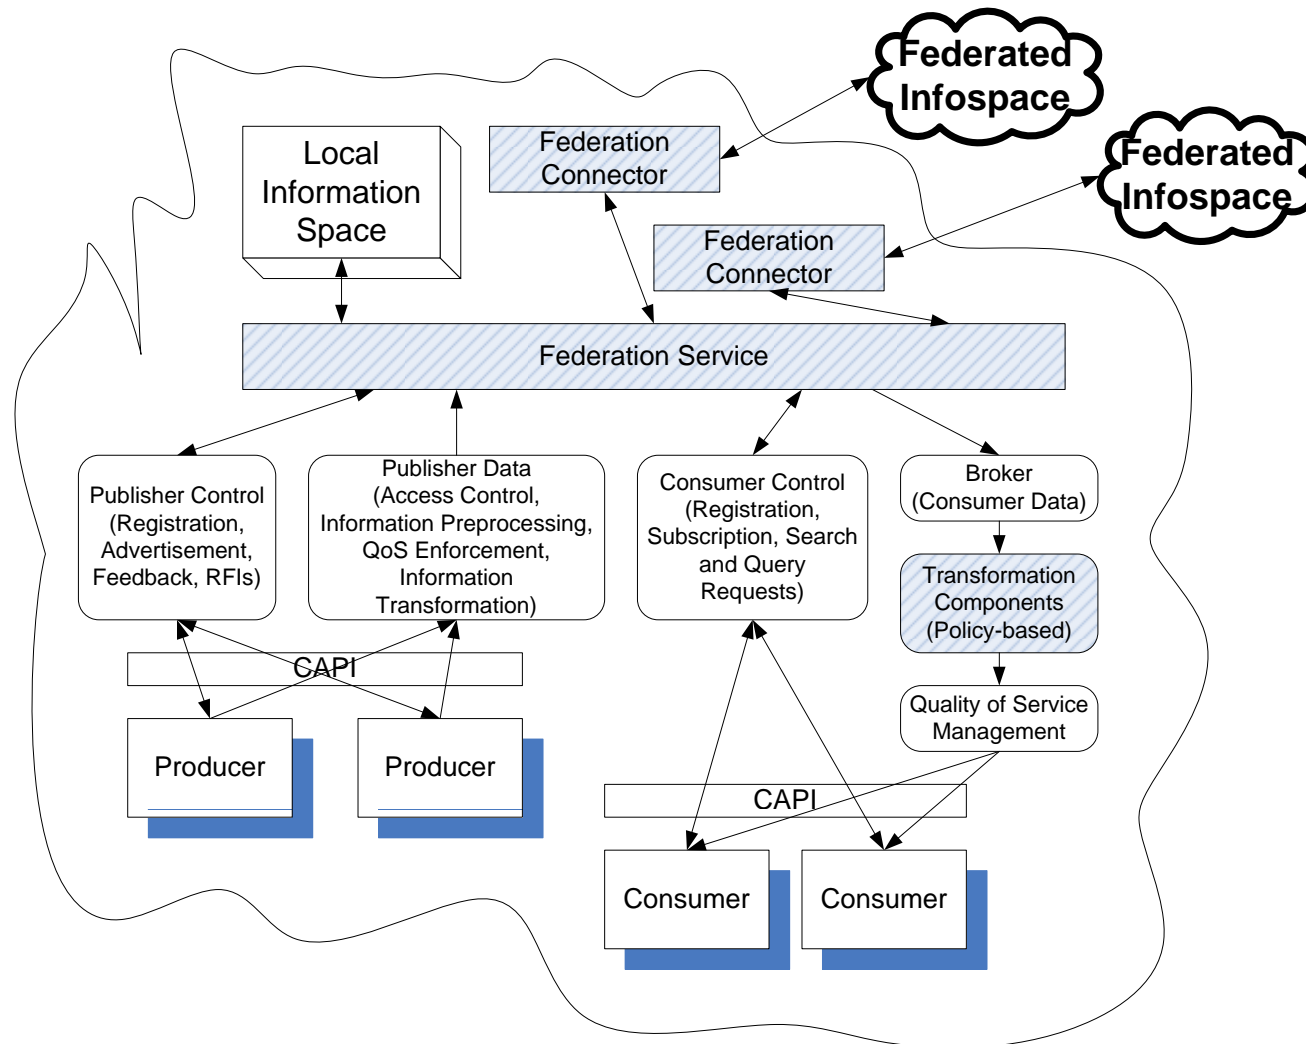 Federated
Infospace
Federated
Infospace
Local
Information
Space
Federation
Connector
Federation
Connector
Federation Service
Publisher Control
(Registration,
Advertisement,
Feedback, RFIs)
Publisher Data
(Access Control,
Information Preprocessing,
QoS Enforcement,
Information
Transformation)
Consumer Control
(Registration,
Subscription, Search
and Query
Requests)
Broker
(Consumer Data)
Transformation
Components
(Policy-based)
Quality of Service
Management
CAPI
Producer
Producer
CAPI
Consumer
Consumer